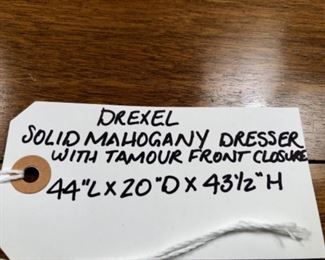 DREXEL
SOLID MAHOGANY DRESSER
WITH TAMOUR FRONT CLOSURE
44"L X 20"D X 43½"H